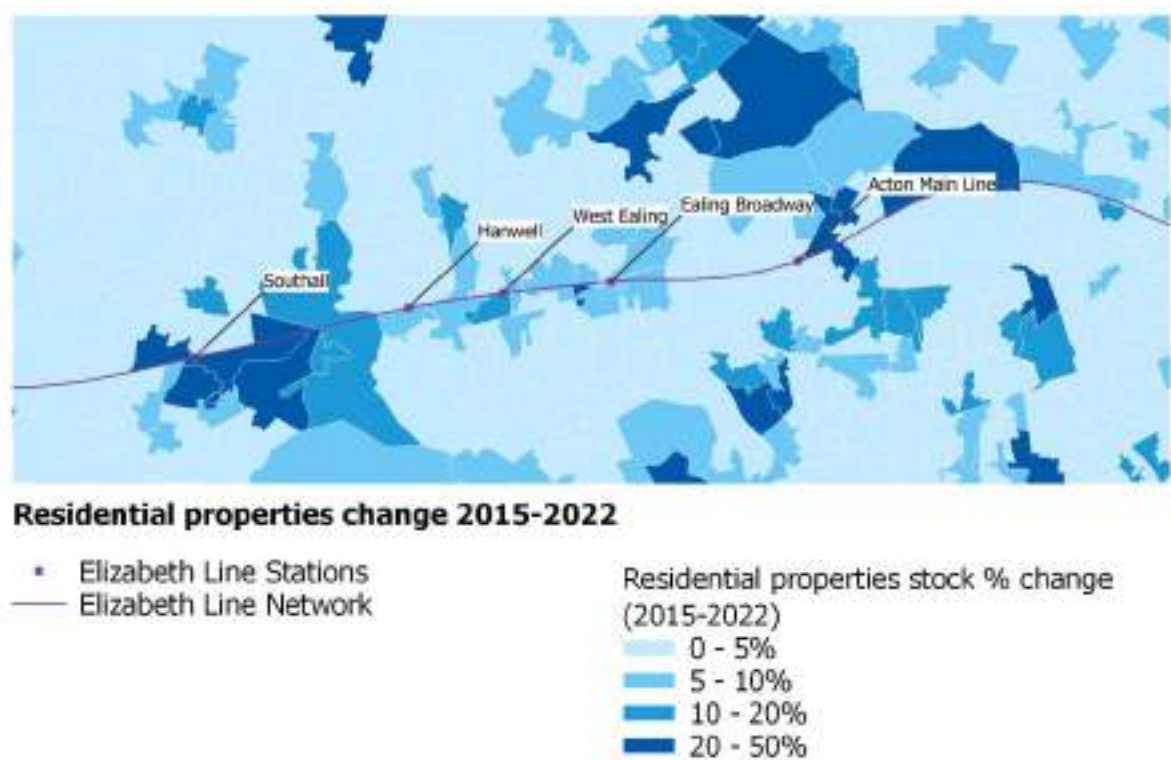 Acton Main Line
Ealing Broadway
West Ealing
Hanwell
Southall
Residential properties change 2015-2022
Elizabeth Line Stations
Elizabeth Line Network
Residential properties stock % change
(2015-2022)
0 - 5%
5 - 10%
10 - 20%
20 - 50%